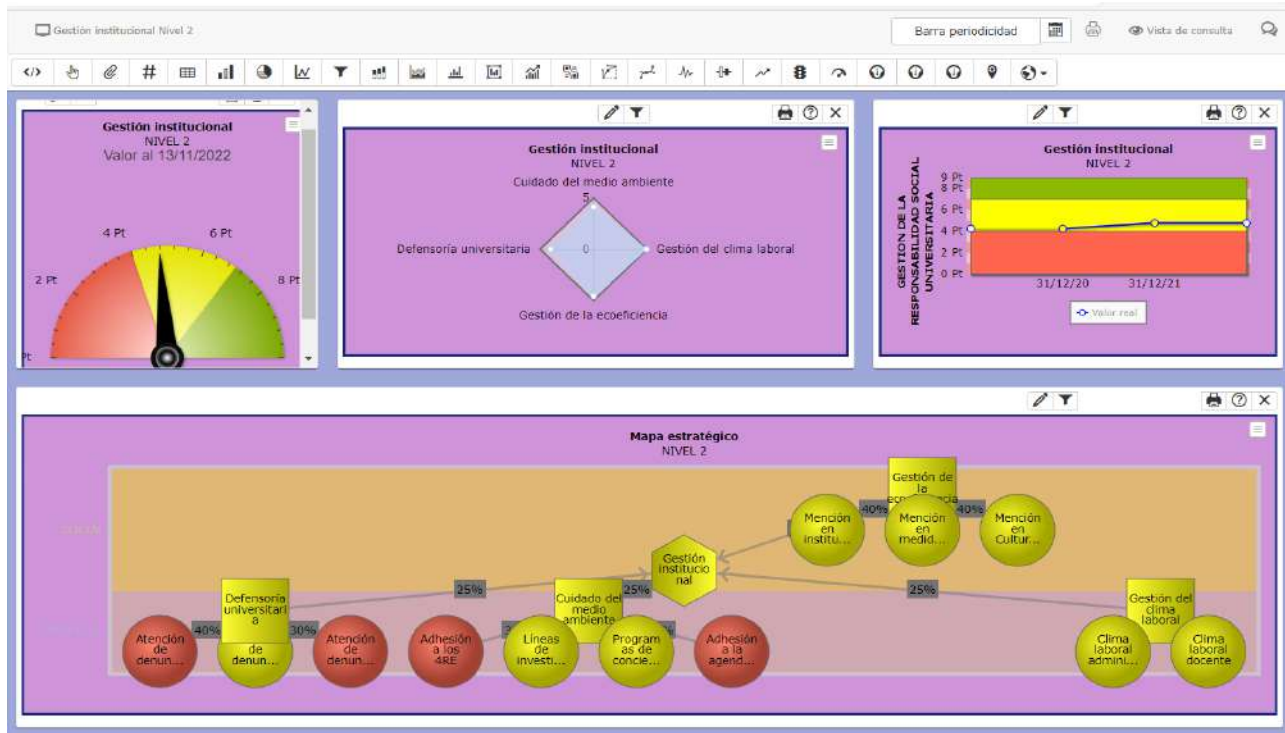 Gestión institucional Nivel 2
Barra periodicidad
Vista de consulta
Gestión institucional
NIVEL 2
Valor al 13/11/2022
2 Pt
4 Pt
6 Pt
8 Pt
Pt
Gestión institucional
NIVEL 2
Cuidado del medio ambiente
5
Defensoría universitaria
0
Gestión del clima laboral
Gestión de la ecoeficiencia
Gestión institucional
NIVEL 2
GESTION DE LA
RESPONSABILIDAD SOCIAL
UNIVERSITARIA
9 Pt
8 Pt
6 Pt
4 Pt
2 Pt
0 Pt
31/12/20
31/12/21
Valor real
Mapa estratégico
NIVEL 2
Gestión de
la
40%
40%
Mención
en
institu...
Mención
en
medid...
Mención
en
Cultur...
Gestión
institucio
nal
25%
25%
25%
Defensoría
universitari
a
Cuidado del
medio
ambiente
Gestión del
clima
laboral
40%
30%
Atención
de
denun...
de
denun...
Atención
de
denun...
Adhesión
a los
4RE
Líneas
de
investi...
Program
as de
concie...
Adhesión
a la
agend...
Clima
laboral
admini...
Clima
laboral
docente